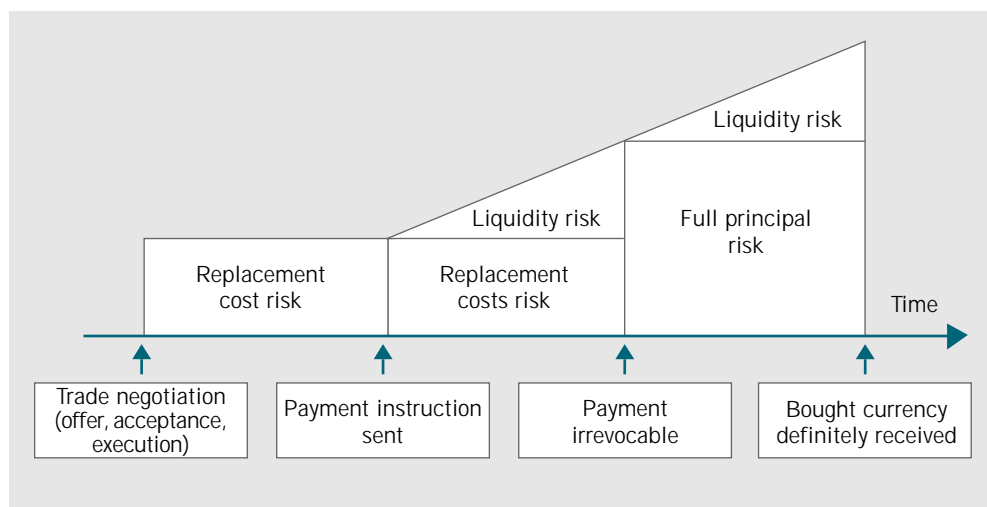 Liquidity risk
Liquidity risk
Full principal
risk
Replacement
cost risk
Replacement
costs risk
Time
Trade negotiation
(offer, acceptance,
execution)
Payment instruction
sent
Payment
irrevocable
Bought currency
definitely received